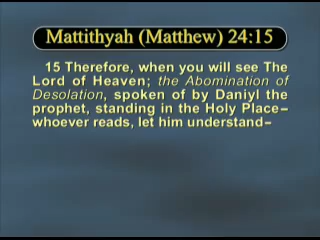 Mattithyah (Matthew) 24:15
15 Therefore, when you will see The
Lord of Heaven; the Abomination of
Desolation, spoken of by Daniyl the
prophet, standing in the Holy Place–
whoever reads, let him understand–